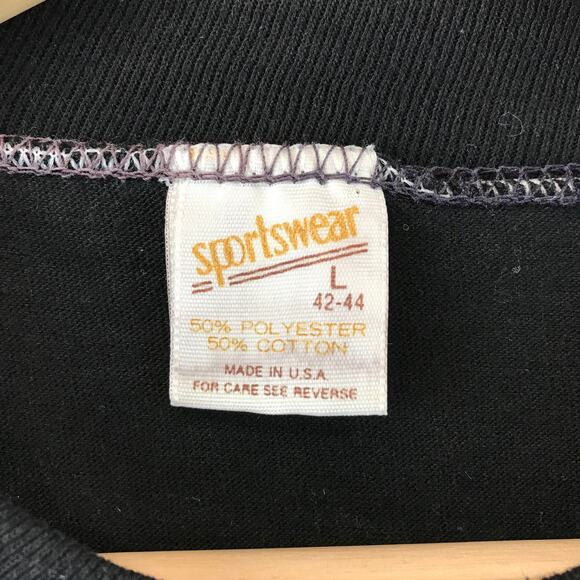 sportswear
L
42-44
50% POLYESTER
50% COTTON
MADE IN U.S.A
FOR CARE SEE REVERSE